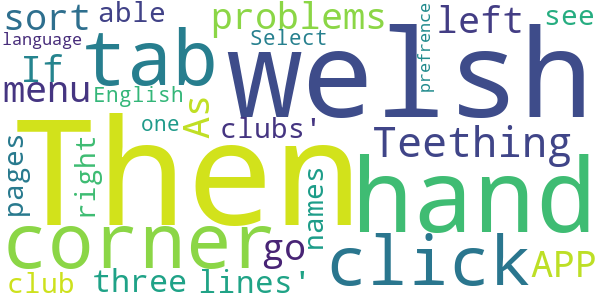 sort able problems left see
language Select prefrence
If tab welsh
menu English As clubs' Teething
one
Then hand
pages right names
corner go click APP
club three lines'